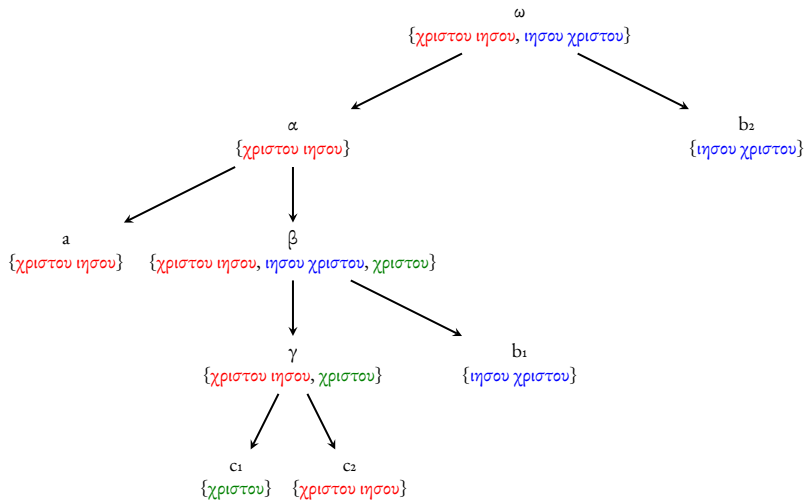 ω
{χριστου ιησου, ιησου χριστου}
α
{χριστου ιησου}
b₂
{ιησου χριστου}
a
{χριστου ιησου}
β
{χριστου ιησου, ιησου χριστου, χριστου}
γ
{χριστου ιησου, χριστου}
b₁
{ιησου χριστου}
c₁
{χριστου}
c₂
{χριστου ιησου}